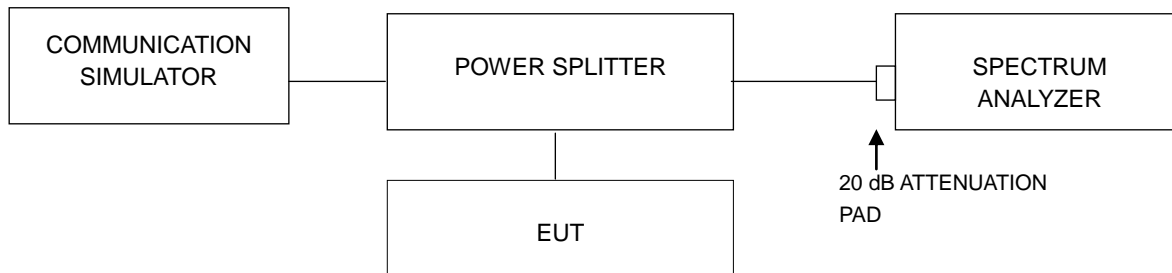 COMMUNICATION
SIMULATOR
POWER SPLITTER
SPECTRUM
ANALYZER
20 dB ATTENUATION
PAD
EUT